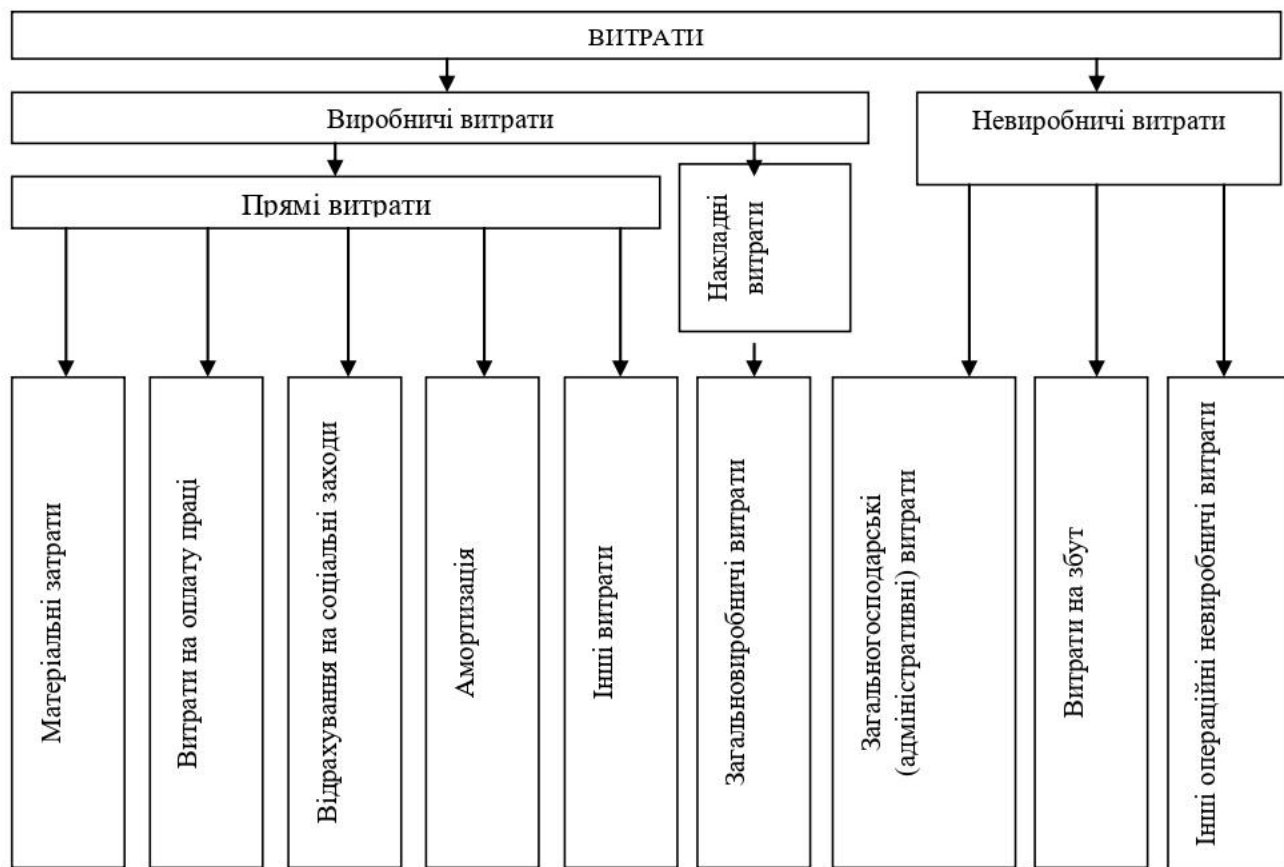 ВИТРАТИ
Виробничі витрати
Невиробничі витрати
Прямі витрати
Накладні
витрати
Матеріальні затрати
Витрати на оплату праці
Відрахування на соціальні заходи
Амортизація
Інші витрати
Загальновиробничі витрати
Загальногосподарські
(адміністративні) витрати
Витрати на збут
Інші операційні невиробничі витрати